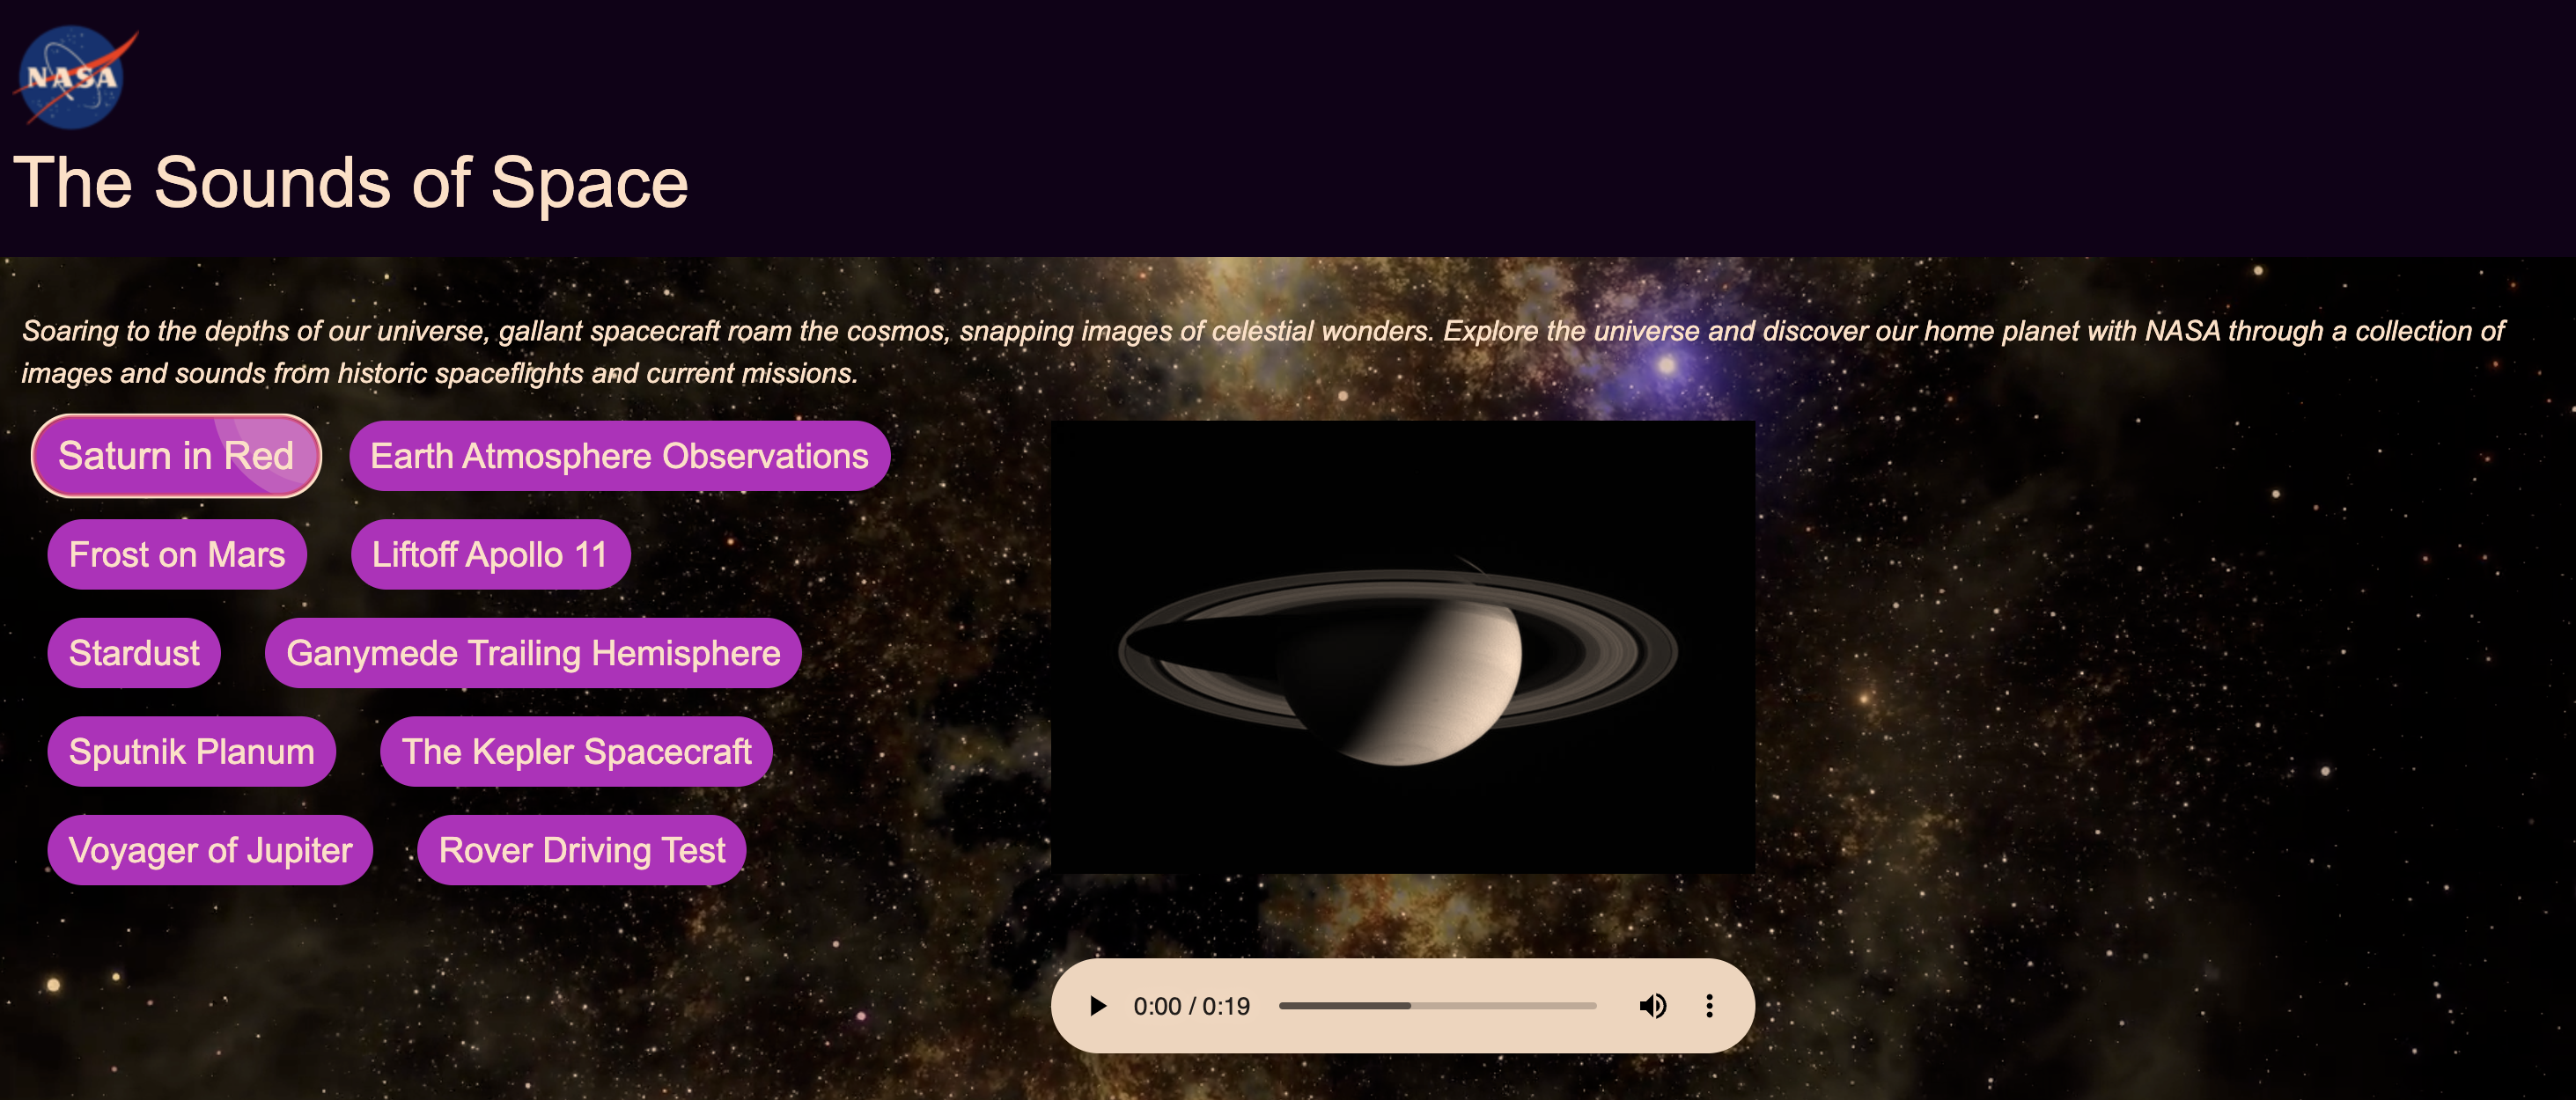 NASA
The Sounds of Space
Soaring to the depths of our universe, gallant spacecraft roam the cosmos, snapping images of celestial wonders. Explore the universe and discover our home planet with NASA through a collection of
images and sounds from historic spaceflights and current missions.
Saturn in Red
Earth Atmosphere Observations
Frost on Mars
Liftoff Apollo 11
Stardust
Ganymede Trailing Hemisphere
Sputnik Planum
The Kepler Spacecraft
Voyager of Jupiter
Rover Driving Test
0:00 / 0:19